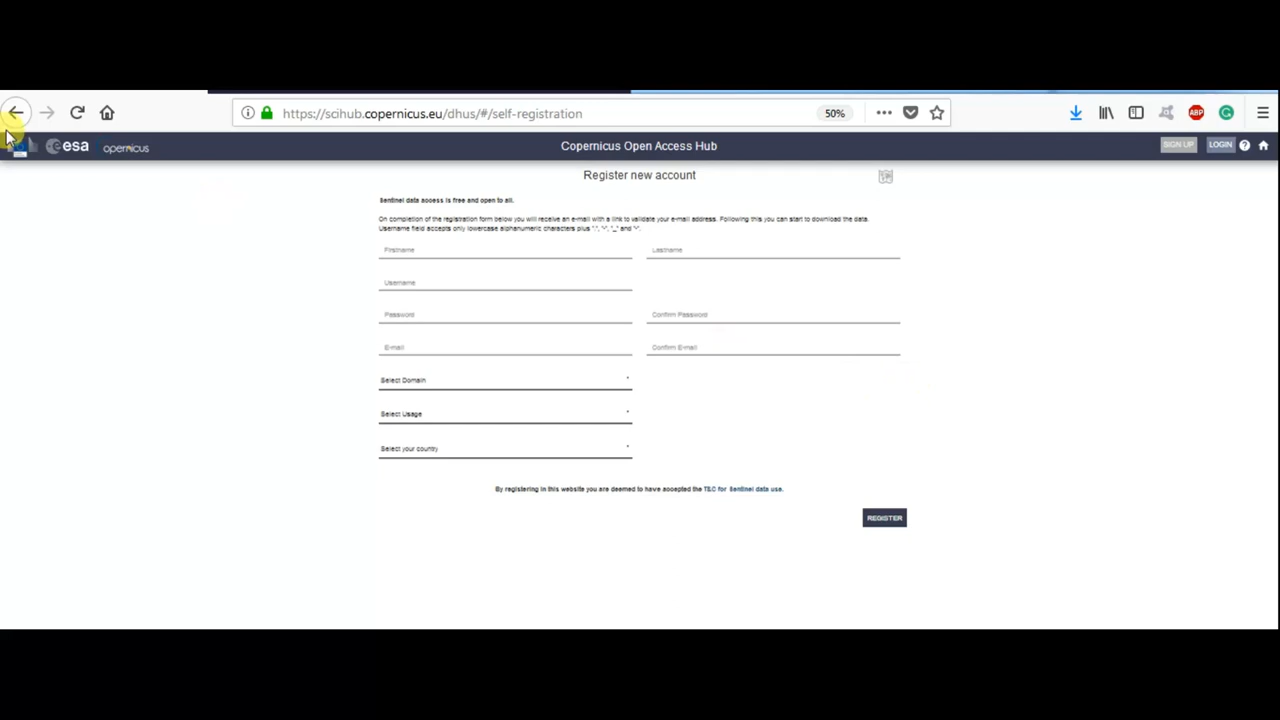 https://scihub.copernicus.eu/dhus/#/self-registration
50%
ABP
esa
opernicus
Copernicus Open Access Hub
SIGN UP
LOGIN
?
Register new account
Sentinel data access is free and open to all.
On completion of the registration form below you will receive an e-mail with a link to validate your e-mail address. Following this you can start to download the data.
Username field accepts only lowercase alphanumeric characters plus ".", "-", "_" and
Firstname
Lastname
Username
Password
Confirm Password
E-mail
Confirm E-mail
Select Domain
Select Usage
Select your country
By registering in this website you are deemed to have accepted the T&C for Sentinel data use.
REGISTER